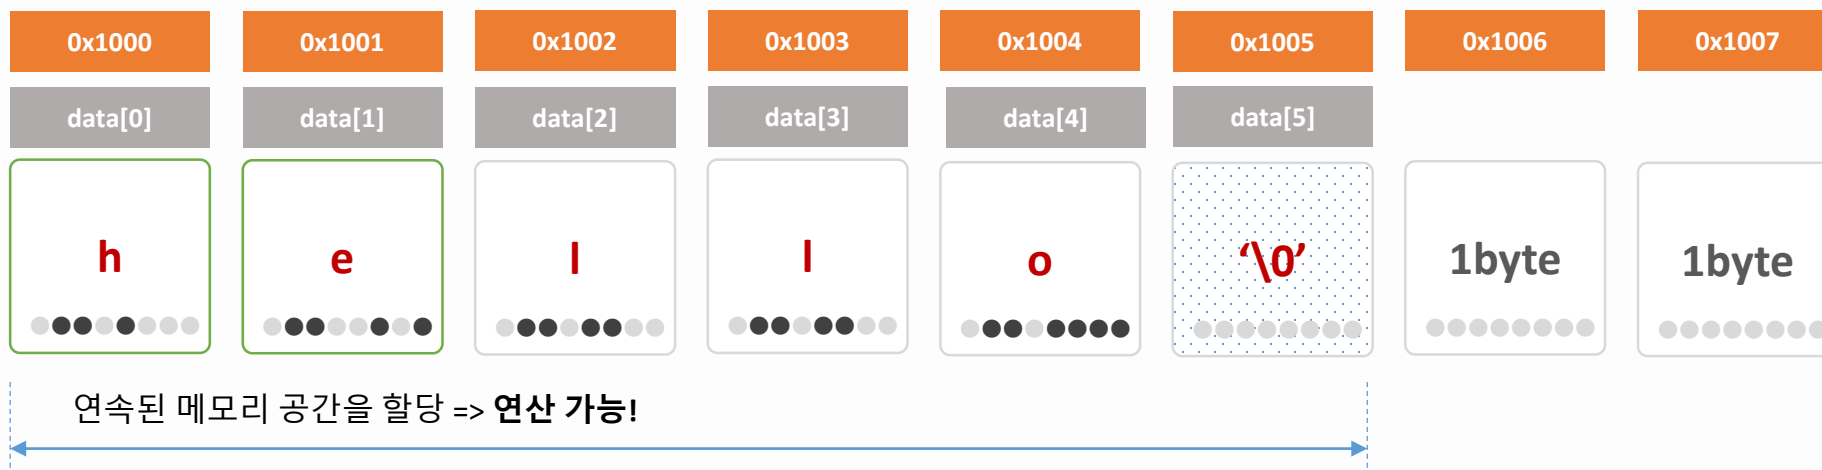 0x1000 0x1001 0x1002 0x1003 0x1004 0x1005 0x1006 0x1007
data[0] data[1] data[2] data[3] data[4] data[5]
h e l l o ‘\0’ 1byte 1byte
연속된 메모리 공간을 할당 => 연산 가능!